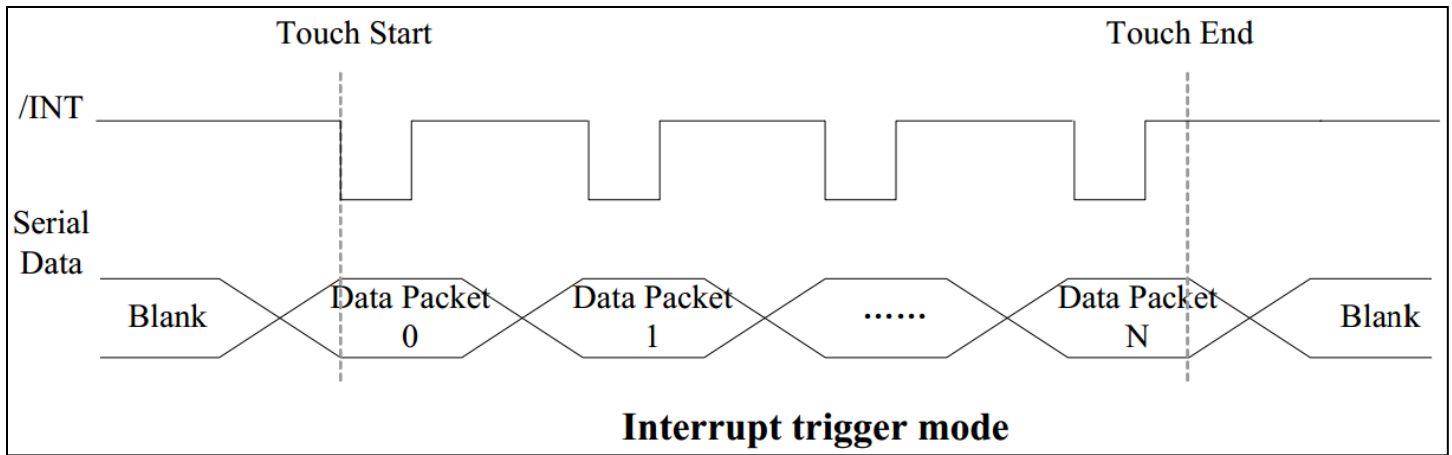 Touch Start
Touch End
/INT
Serial
Data
Blank
Data Packet
0
Data Packet
1
......
Data Packet
N
Blank
Interrupt trigger mode